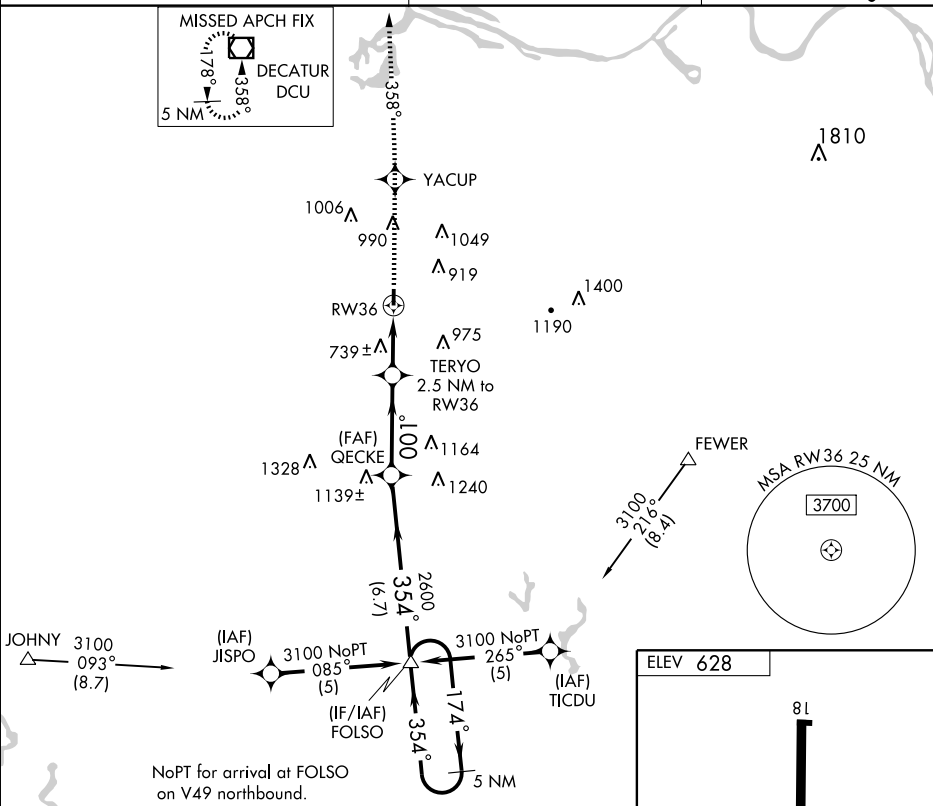 MISSED APCH FIX
178°
358°
DECATUR
DCU
5 NM
358°
1810
YACUP
1006
990
1049
919
RW36
1400
1190
739±
975
TERYO
2.5 NM to
RW36
001°
(FAF)
QECKE
1164
1328
1139±
1240
FEWER
3100
216°
(8.4)
MSA RW36 25 NM
3700
2600
354°
(6.7)
JOHNY
3100
093°
(8.7)
(IAF)
JISPO
3100 NoPT
085°
(5)
3100 NoPT
265°
(5)
(IAF)
TICDU
(IF/IAF)
FOLSO
354°
174°
5 NM
NoPT for arrival at FOLSO
on V49 northbound.
ELEV 628
18